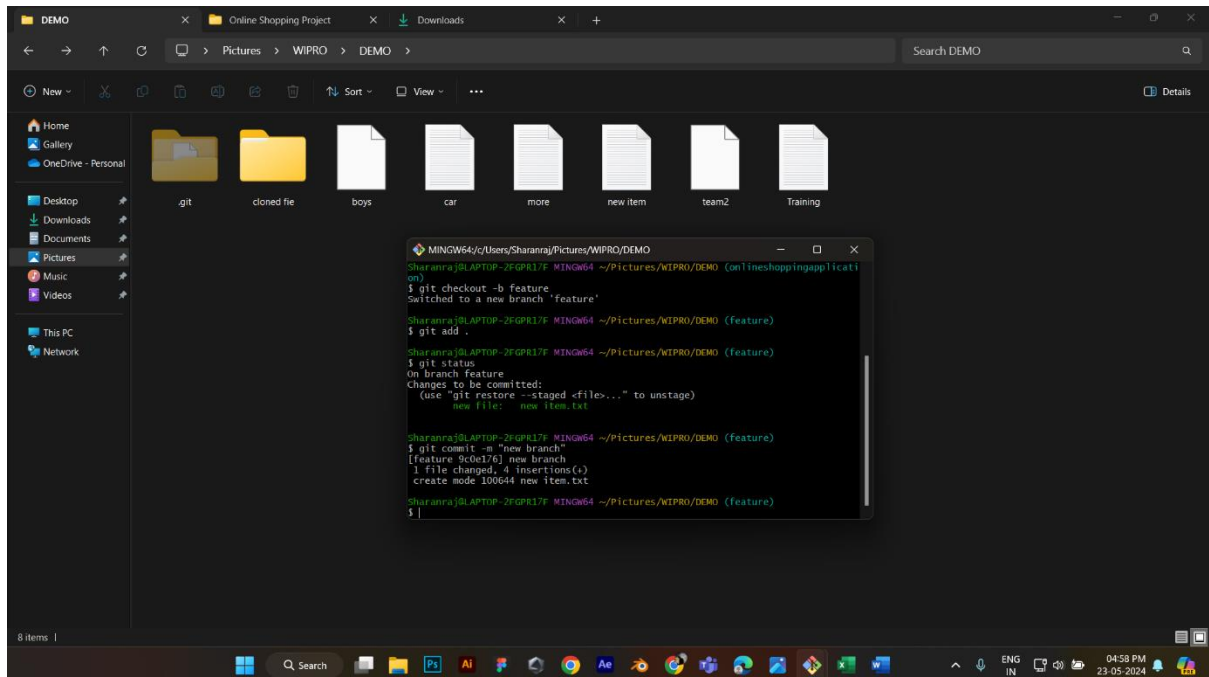 DEMO
Online Shopping Project
Downloads
Pictures > WIPRO > DEMO >
Search DEMO
New
Sort
View
Details
Home
Gallery
OneDrive - Personal
Desktop
Downloads
Documents
Pictures
Music
Videos
This PC
Network
.git
cloned fie
boys
car
more
new item
team2
Training
MINGW64:/c/Users/Sharanraj/Pictures/WIPRO/DEMO
Sharanraj@LAPTOP-2FGPR17F MINGW64 ~/Pictures/WIPRO/DEMO (onlineshoppingapplicati
on)
$ git checkout -b feature
Switched to a new branch 'feature'
Sharanraj@LAPTOP-2FGPR17F MINGW64 ~/Pictures/WIPRO/DEMO (feature)
$ git add .
Sharanraj@LAPTOP-2FGPR17F MINGW64 ~/Pictures/WIPRO/DEMO (feature)
$ git status
On branch feature
Changes to be committed:
(use "git restore --staged <file>..." to unstage)
new file: new item.txt
Sharanraj@LAPTOP-2FGPR17F MINGW64 ~/Pictures/WIPRO/DEMO (feature)
$ git commit -m "new branch"
[feature 9c0e176] new branch
1 file changed, 4 insertions(+)
create mode 100644 new item.txt
Sharanraj@LAPTOP-2FGPR17F MINGW64 ~/Pictures/WIPRO/DEMO (feature)
$
8 items
Search
Ps
Ai
Ae
ENG
IN
04:58 PM
23-05-2024